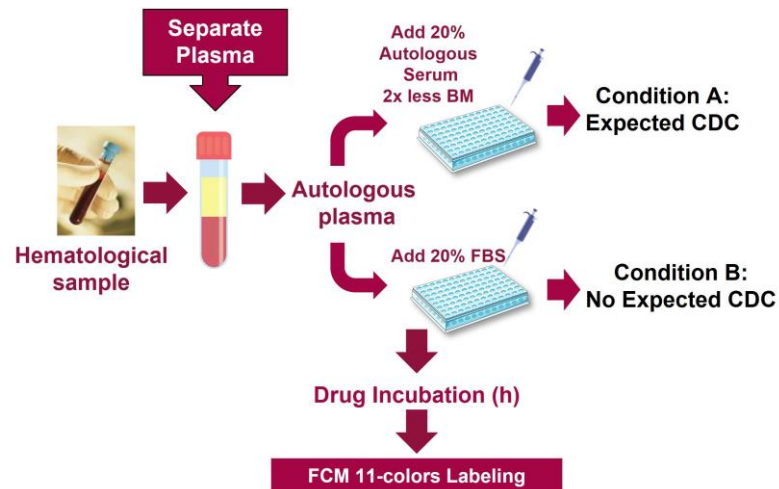 Separate
Plasma
Add 20%
Autologous
Serum
2x less BM
Condition A:
Expected CDC
Hematological
sample
Autologous
plasma
Add 20% FBS
Condition B:
No Expected CDC
Drug Incubation (h)
FCM 11-colors Labeling